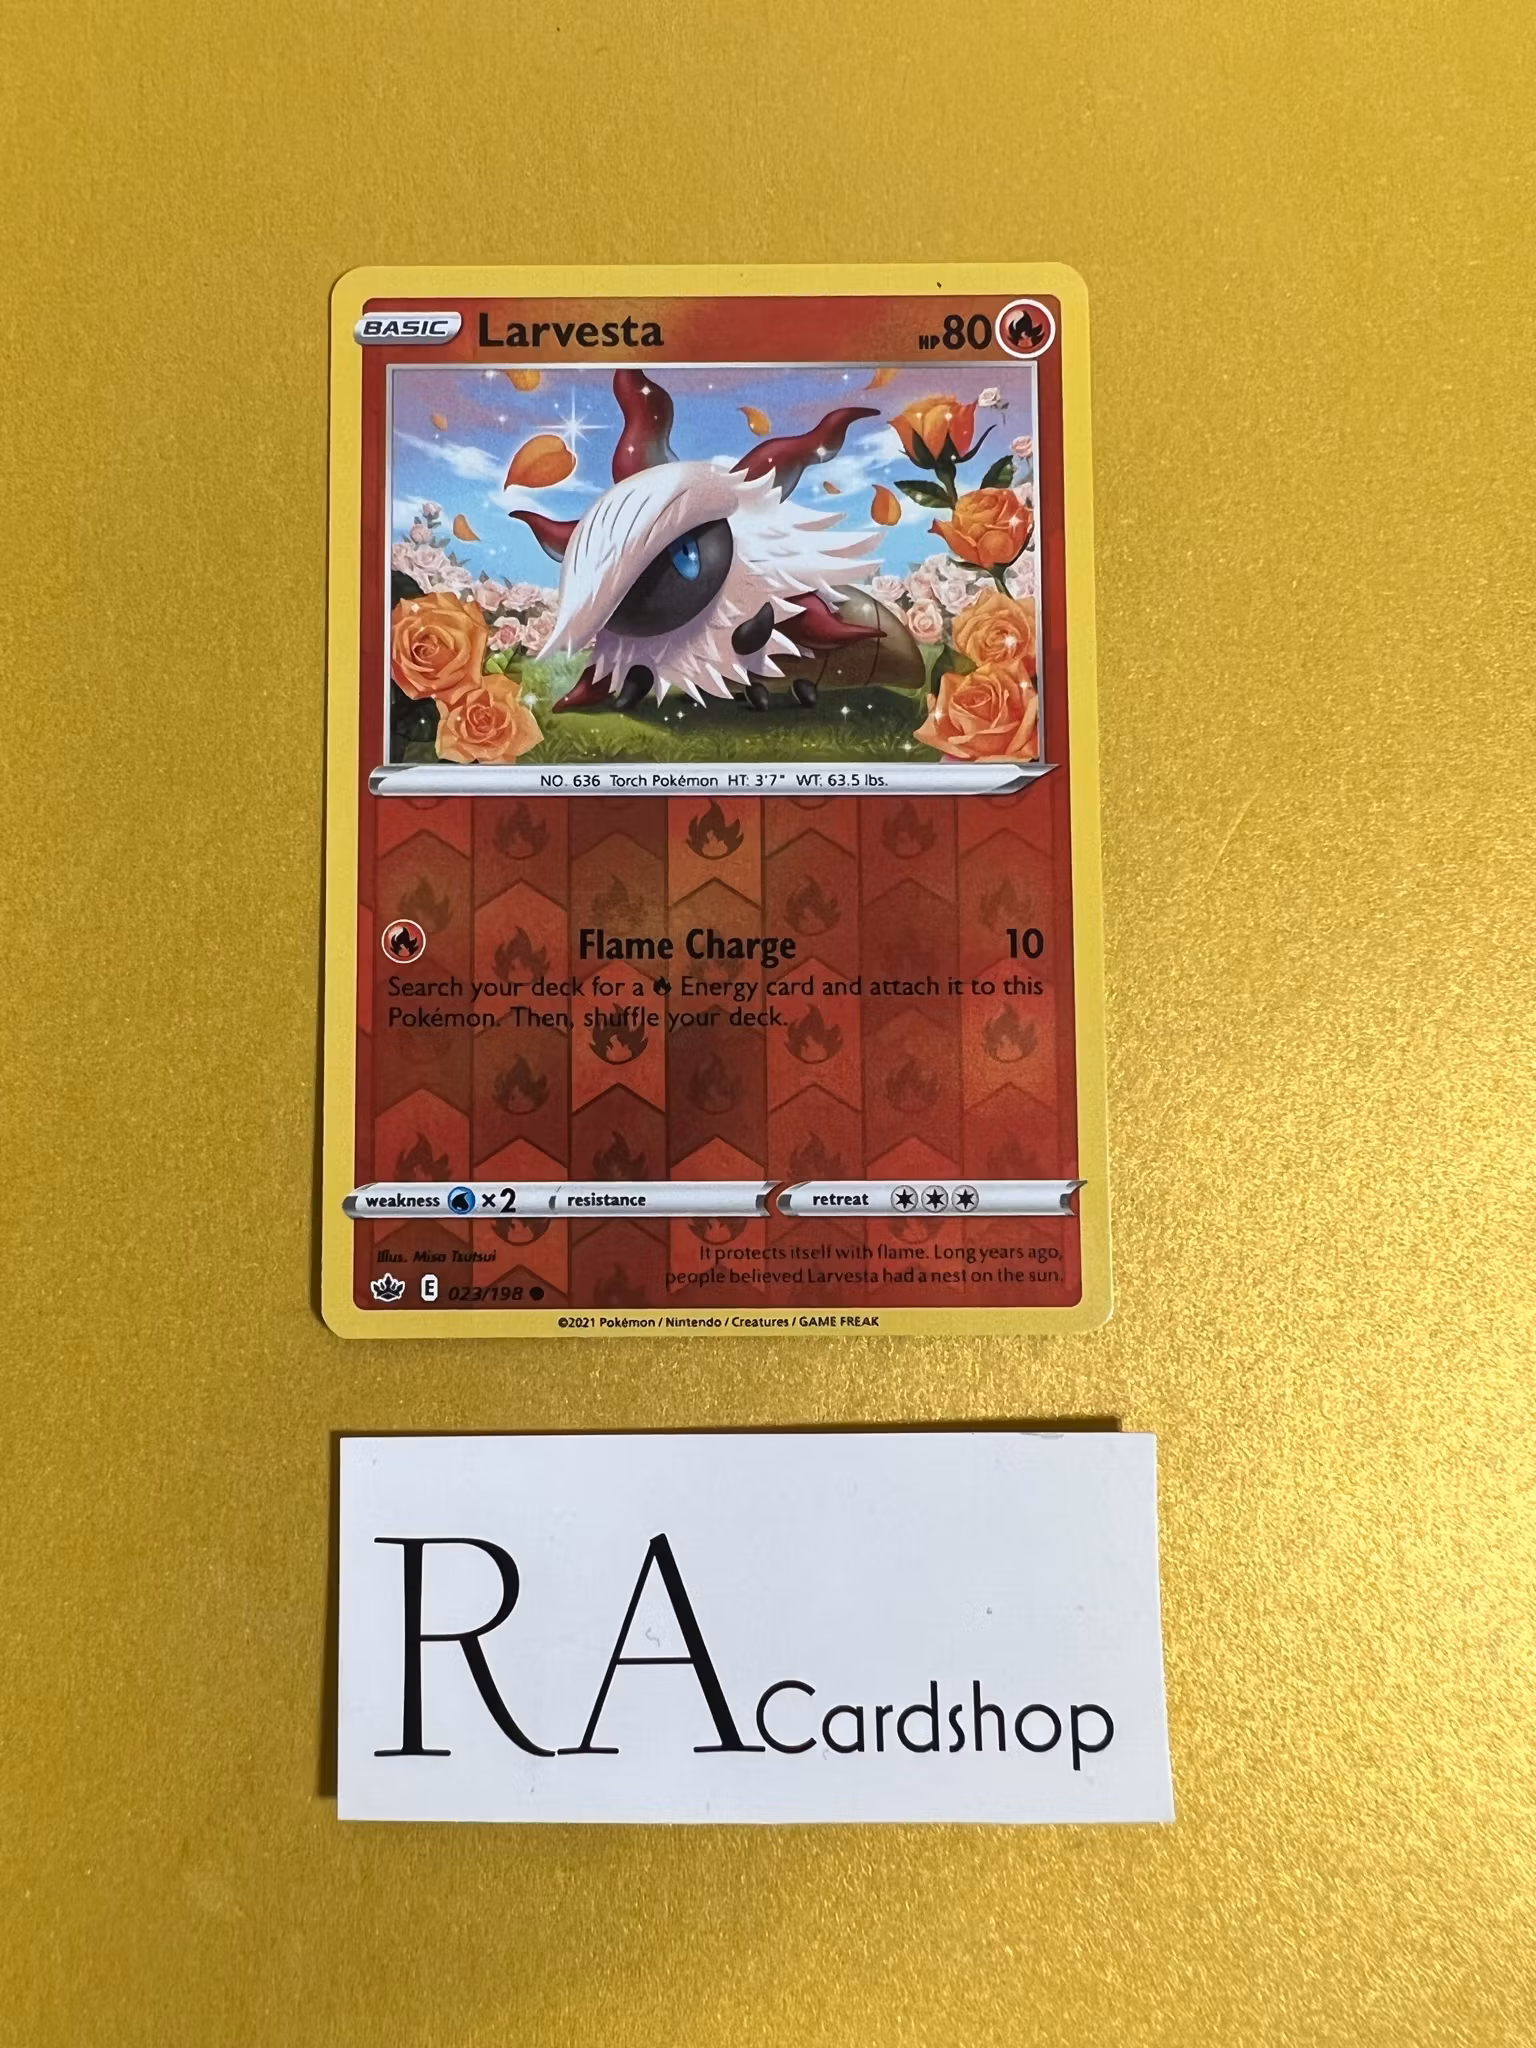 BASIC Larvesta HP 80
NO. 636 Torch Pokémon HT: 3'7" WT: 63.5 lbs.
Flame Charge 10
Search your deck for a Energy card and attach it to this
Pokémon. Then, shuffle your deck.
weakness ×2 resistance retreat
Illus. Misa Tsutsui
It protects itself with flame. Long years ago,
people believed Larvesta had a nest on the sun.
E 023/198
©2021 Pokémon / Nintendo / Creatures / GAME FREAK
RA Cardshop